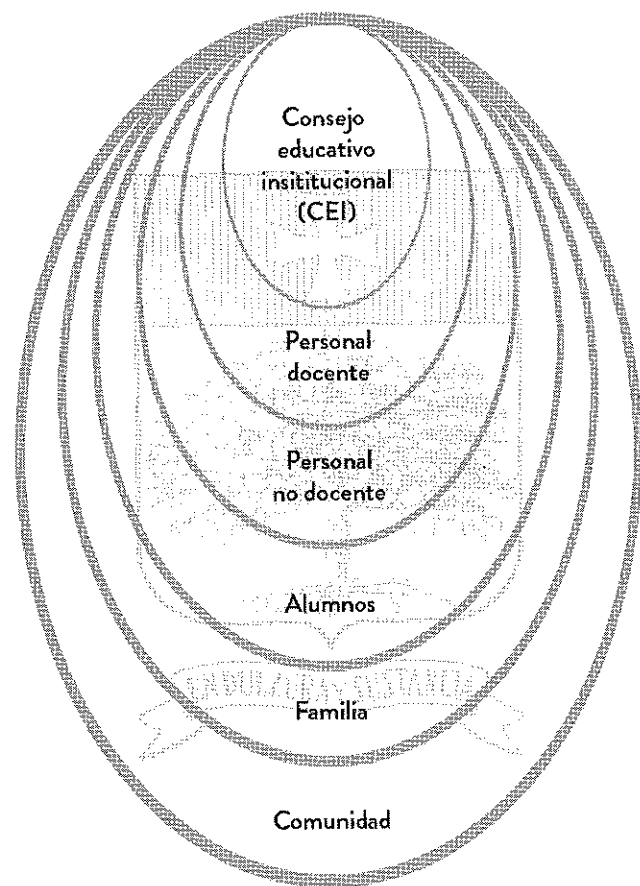 Consejo
educativo
insititucional
(CEI)
Personal
docente
Personal
no docente
Alumnos
Familia
Comunidad